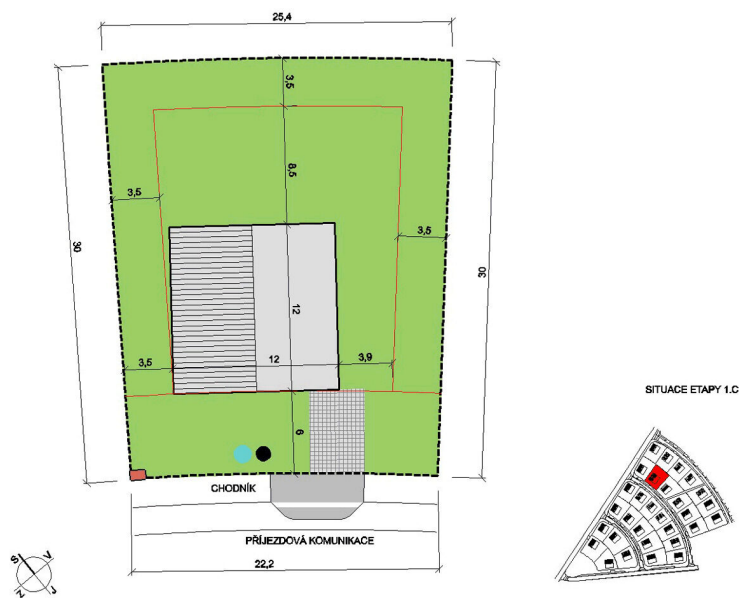 25,4
3,5
8,5
3,5
3,5
30
30
12
3,5
12
3,9
6
SITUACE ETAPY 1.C
CHODNÍK
PŘÍJEZDOVÁ KOMUNIKACE
22,2
S
V
Z
J